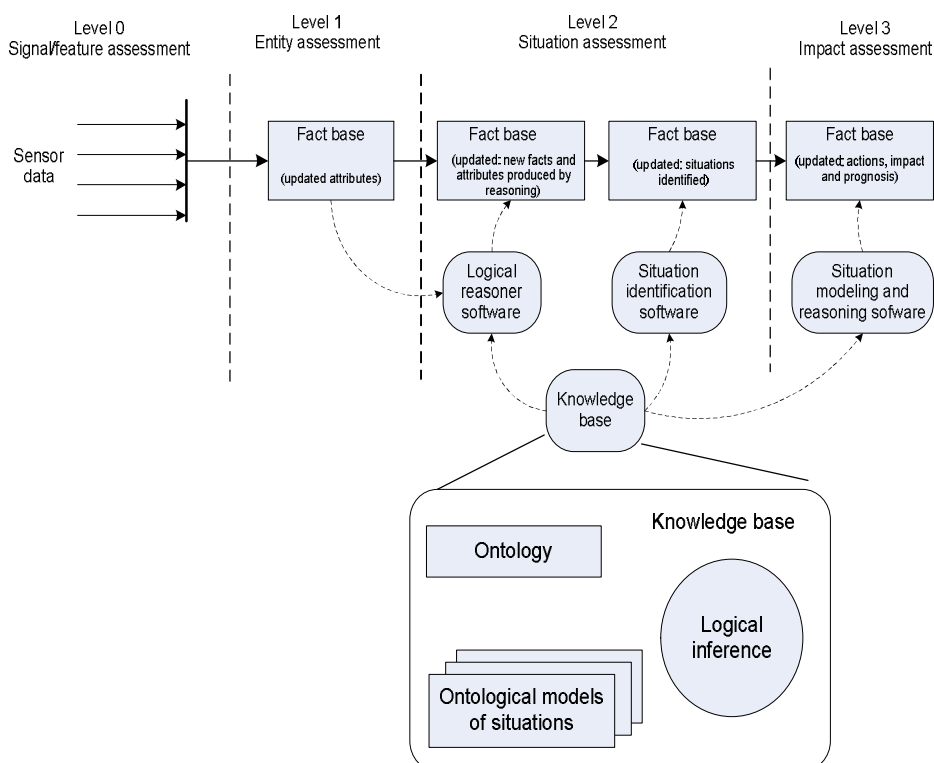 Level 0
Signal/feature assessment
Level 1
Entity assessment
Level 2
Situation assessment
Level 3
Impact assessment
Sensor
data
Fact base
(updated attributes)
Fact base
(updated: new facts and
attributes produced by
reasoning)
Fact base
(updated: situations
identified)
Fact base
(updated: actions, impact
and prognosis)
Logical
reasoner
software
Situation
identification
software
Situation
modeling and
reasoning sofware
Knowledge
base
Knowledge base
Ontology
Logical
inference
Ontological models
of situations